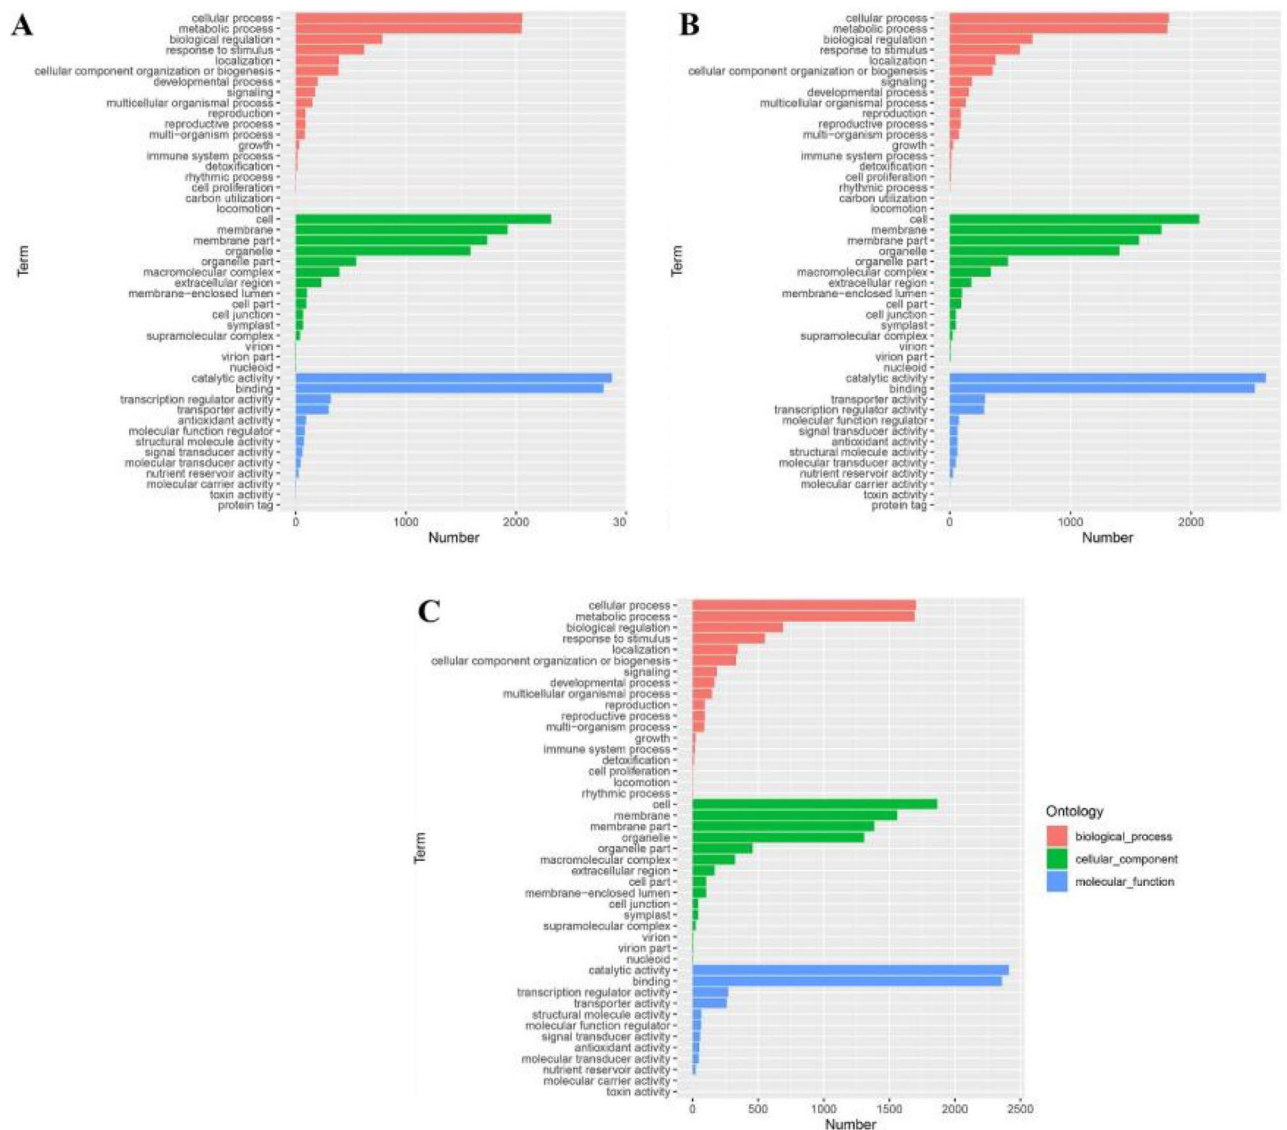 A
cellular process
metabolic process
biological regulation
response to stimulus
localization
cellular component organization or biogenesis
developmental process
signaling
multicellular organismal process
reproduction
reproductive process
multi-organism process
growth
immune system process
detoxification
rhythmic process
cell proliferation
carbon utilization
locomotion
cell
membrane
membrane part
organelle
organelle part
macromolecular complex
extracellular region
membrane-enclosed lumen
cell part
cell junction
symplast
supramolecular complex
virion
virion part
nucleoid
catalytic activity
binding
transcription regulator activity
transporter activity
antioxidant activity
molecular function regulator
structural molecule activity
signal transducer activity
molecular transducer activity
nutrient reservoir activity
molecular carrier activity
toxin activity
protein tag
Term
0 1000 2000 30
Number
B
cellular process
metabolic process
biological regulation
response to stimulus
localization
cellular component organization or biogenesis
signaling
developmental process
multicellular organismal process
reproduction
reproductive process
multi-organism process
growth
immune system process
detoxification
cell proliferation
rhythmic process
carbon utilization
locomotion
cell
membrane
membrane part
organelle
organelle part
macromolecular complex
extracellular region
membrane-enclosed lumen
cell part
cell junction
symplast
supramolecular complex
virion
virion part
nucleoid
catalytic activity
binding
transporter activity
transcription regulator activity
molecular function regulator
signal transducer activity
antioxidant activity
structural molecule activity
molecular transducer activity
nutrient reservoir activity
molecular carrier activity
toxin activity
protein tag
Term
0 1000 2000
Number
C
cellular process
metabolic process
biological regulation
response to stimulus
localization
cellular component organization or biogenesis
signaling
developmental process
multicellular organismal process
reproduction
reproductive process
multi-organism process
growth
immune system process
detoxification
cell proliferation
locomotion
rhythmic process
cell
membrane
membrane part
organelle
organelle part
macromolecular complex
extracellular region
cell part
membrane-enclosed lumen
cell junction
symplast
supramolecular complex
virion
virion part
nucleoid
catalytic activity
binding
transcription regulator activity
transporter activity
structural molecule activity
molecular function regulator
signal transducer activity
antioxidant activity
molecular transducer activity
nutrient reservoir activity
molecular carrier activity
toxin activity
Term
0 500 1000 1500 2000 2500
Number
Ontology
biological_process
cellular_component
molecular_function